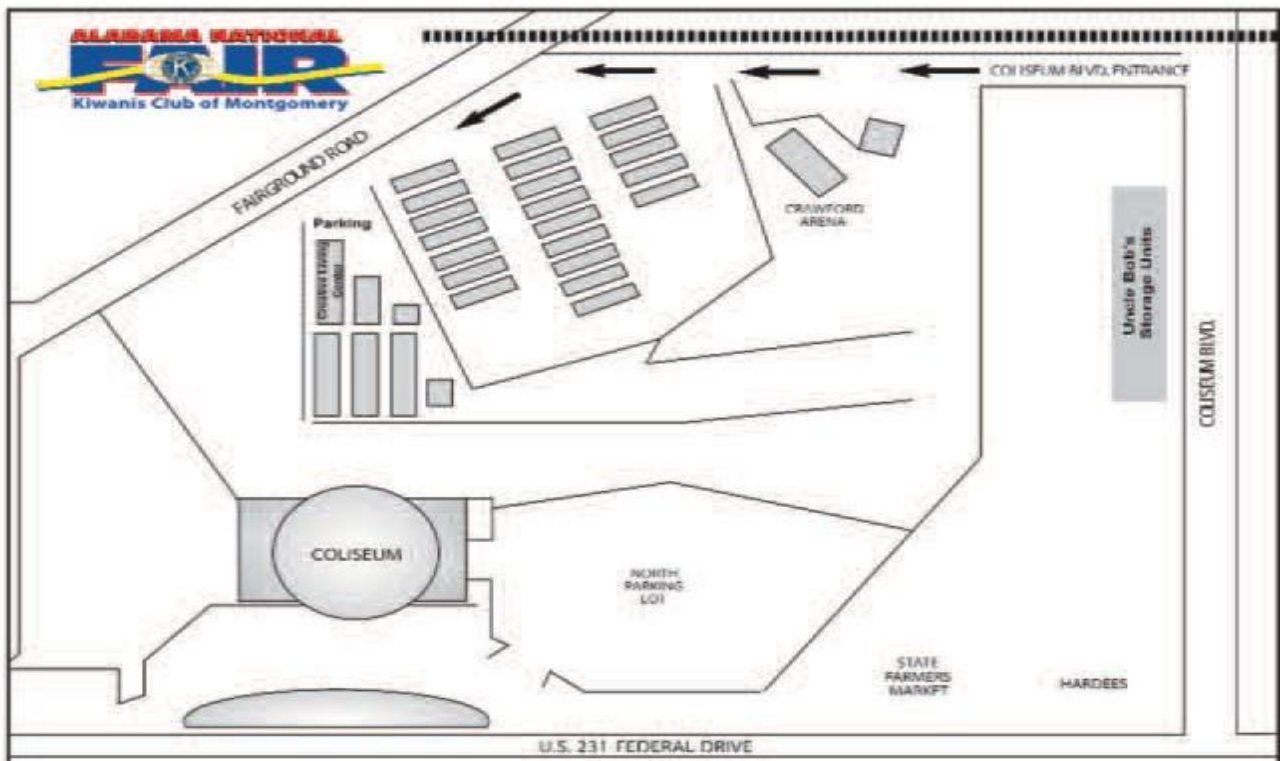 ALABAMA NATIONAL
FAIR
K
Kiwanis Club of Montgomery
COLISEUM BLVD, ENTRANCE
FAIRGROUND ROAD
CRAWFORD
ARENA
Parking
Center
Uncle Bob's
Storage Units
COLISEUM BLVD.
COLISEUM
NORTH
PARKING
LOT
STATE
FARMERS
MARKET
HARDEES
U.S. 231 FEDERAL DRIVE